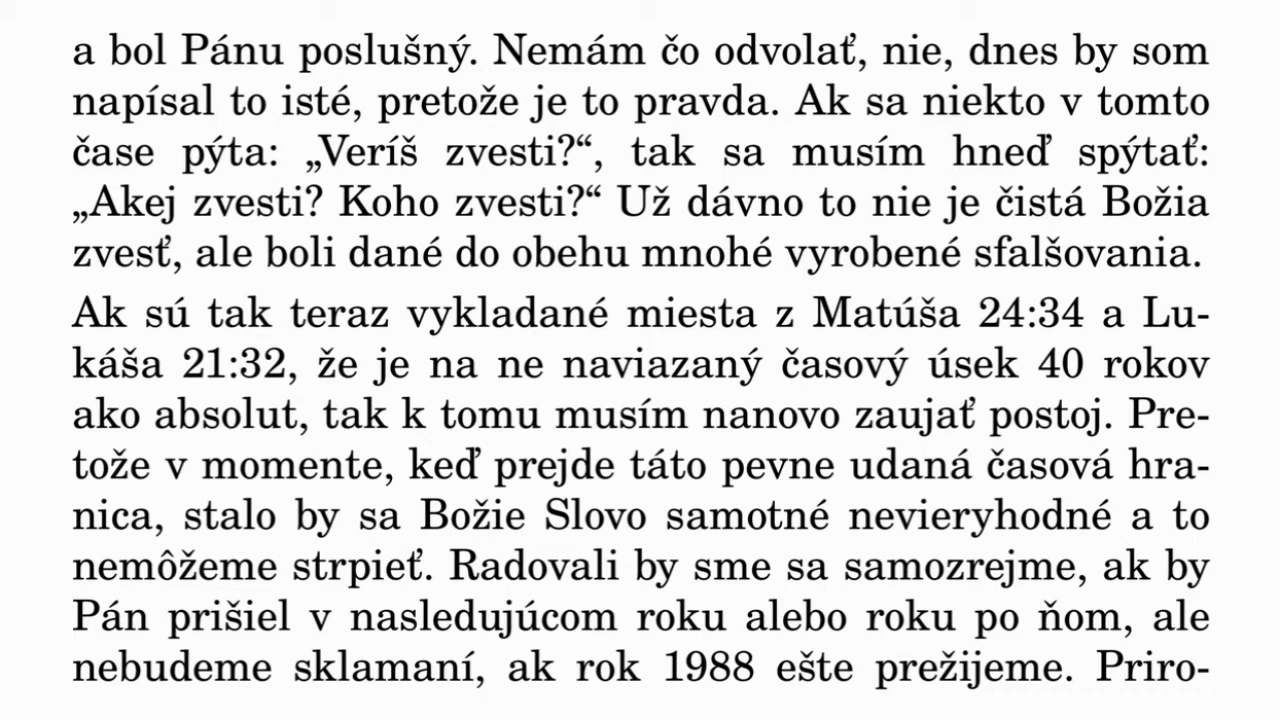 a bol Pánu poslušný. Nemám čo odvolať, nie, dnes by som
napísal to isté, pretože je to pravda. Ak sa niekto v tomto
čase pýta: „Veríš zvesti?“, tak sa musím hneď spýtať:
„Akej zvesti? Koho zvesti?“ Už dávno to nie je čistá Božia
zvesť, ale boli dané do obehu mnohé vyrobené sfalšovania.
Ak sú tak teraz vykladané miesta z Matúša 24:34 a Lu-
káša 21:32, že je na ne naviazaný časový úsek 40 rokov
ako absolut, tak k tomu musím nanovo zaujať postoj. Pre-
tože v momente, keď prejde táto pevne udaná časová hra-
nica, stalo by sa Božie Slovo samotné nevieryhodné a to
nemôžeme strpieť. Radovali by sme sa samozrejme, ak by
Pán prišiel v nasledujúcom roku alebo roku po ňom, ale
nebudeme sklamaní, ak rok 1988 ešte prežijeme. Priro-